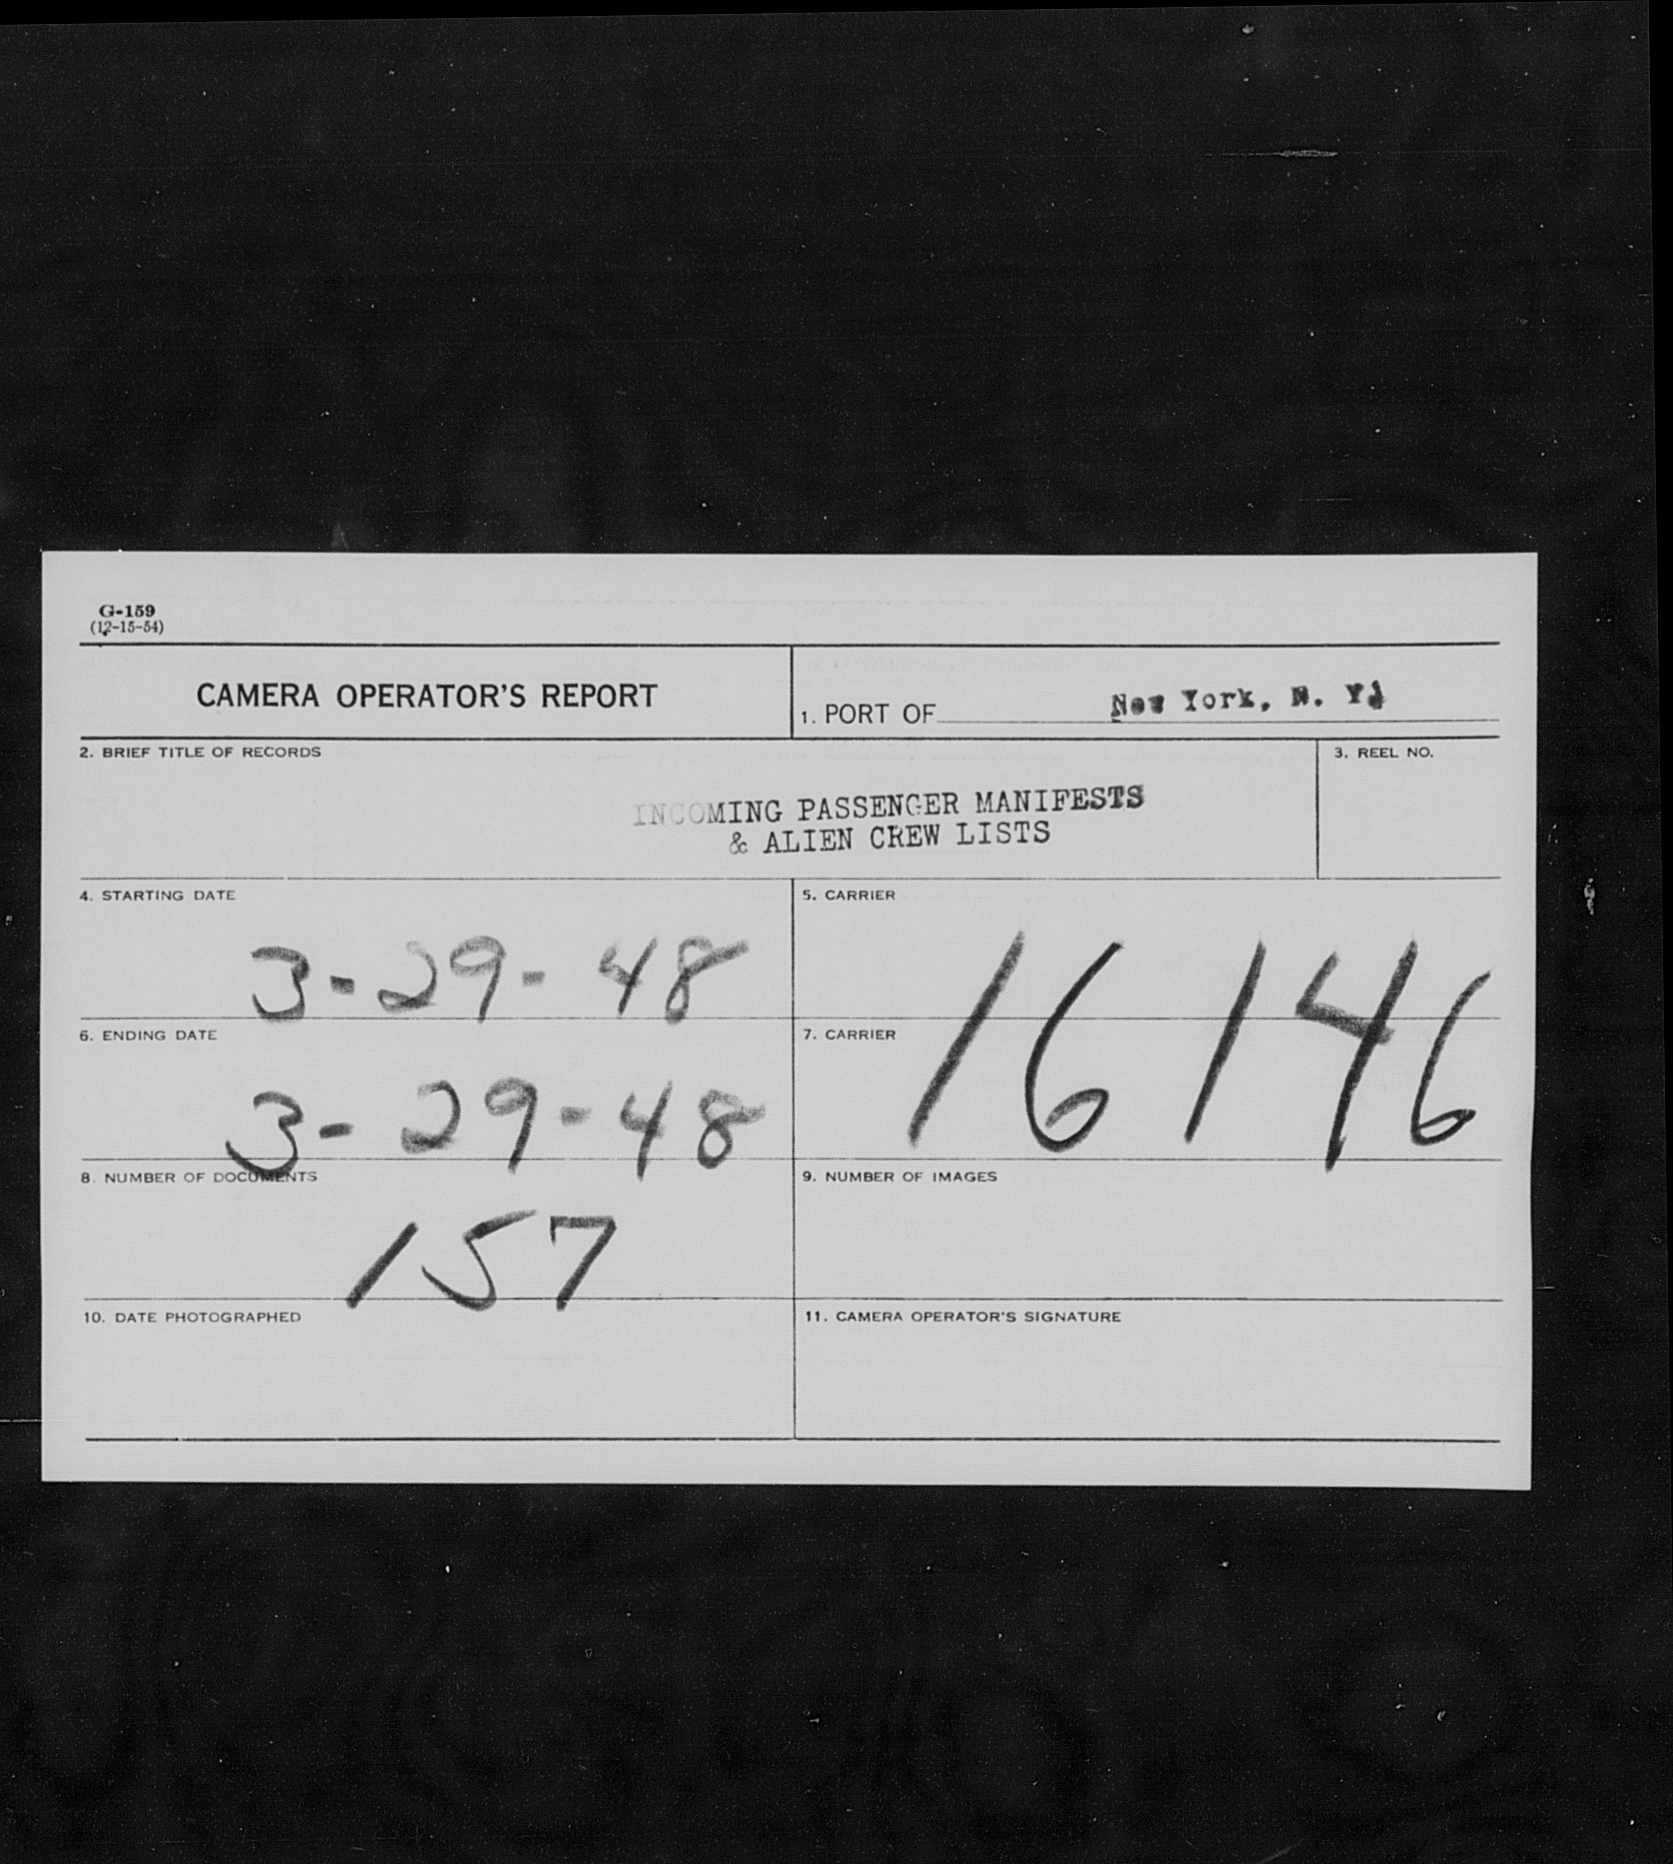 G-159
(12-15-54)
CAMERA OPERATOR'S REPORT
1. PORT OF New York, N. Y.
2. BRIEF TITLE OF RECORDS
3. REEL NO.
INCOMING PASSENGER MANIFESTS
& ALIEN CREW LISTS
4. STARTING DATE
3-29-48
5. CARRIER
16146
6. ENDING DATE
3-29-48
7. CARRIER
8. NUMBER OF DOCUMENTS
157
9. NUMBER OF IMAGES
10. DATE PHOTOGRAPHED
11. CAMERA OPERATOR'S SIGNATURE